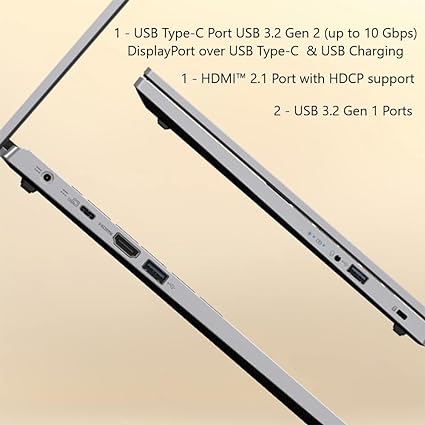 1 - USB Type-C Port USB 3.2 Gen 2 (up to 10 Gbps)
DisplayPort over USB Type-C & USB Charging
1 - HDMI™ 2.1 Port with HDCP support
2 - USB 3.2 Gen 1 Ports
HDMI